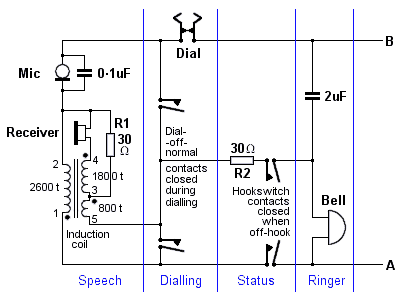 B
Dial
Mic
0·1uF
2uF
Receiver
R1
30
Ω
Dial-
-off-
normal
contacts
closed
during
dialling
30Ω
R2
Hookswitch
contacts
closed
when
off-hook
Bell
4
1800 t
3
2
2600 t
800 t
1
5
Induction
coil
A
Speech
Dialling
Status
Ringer